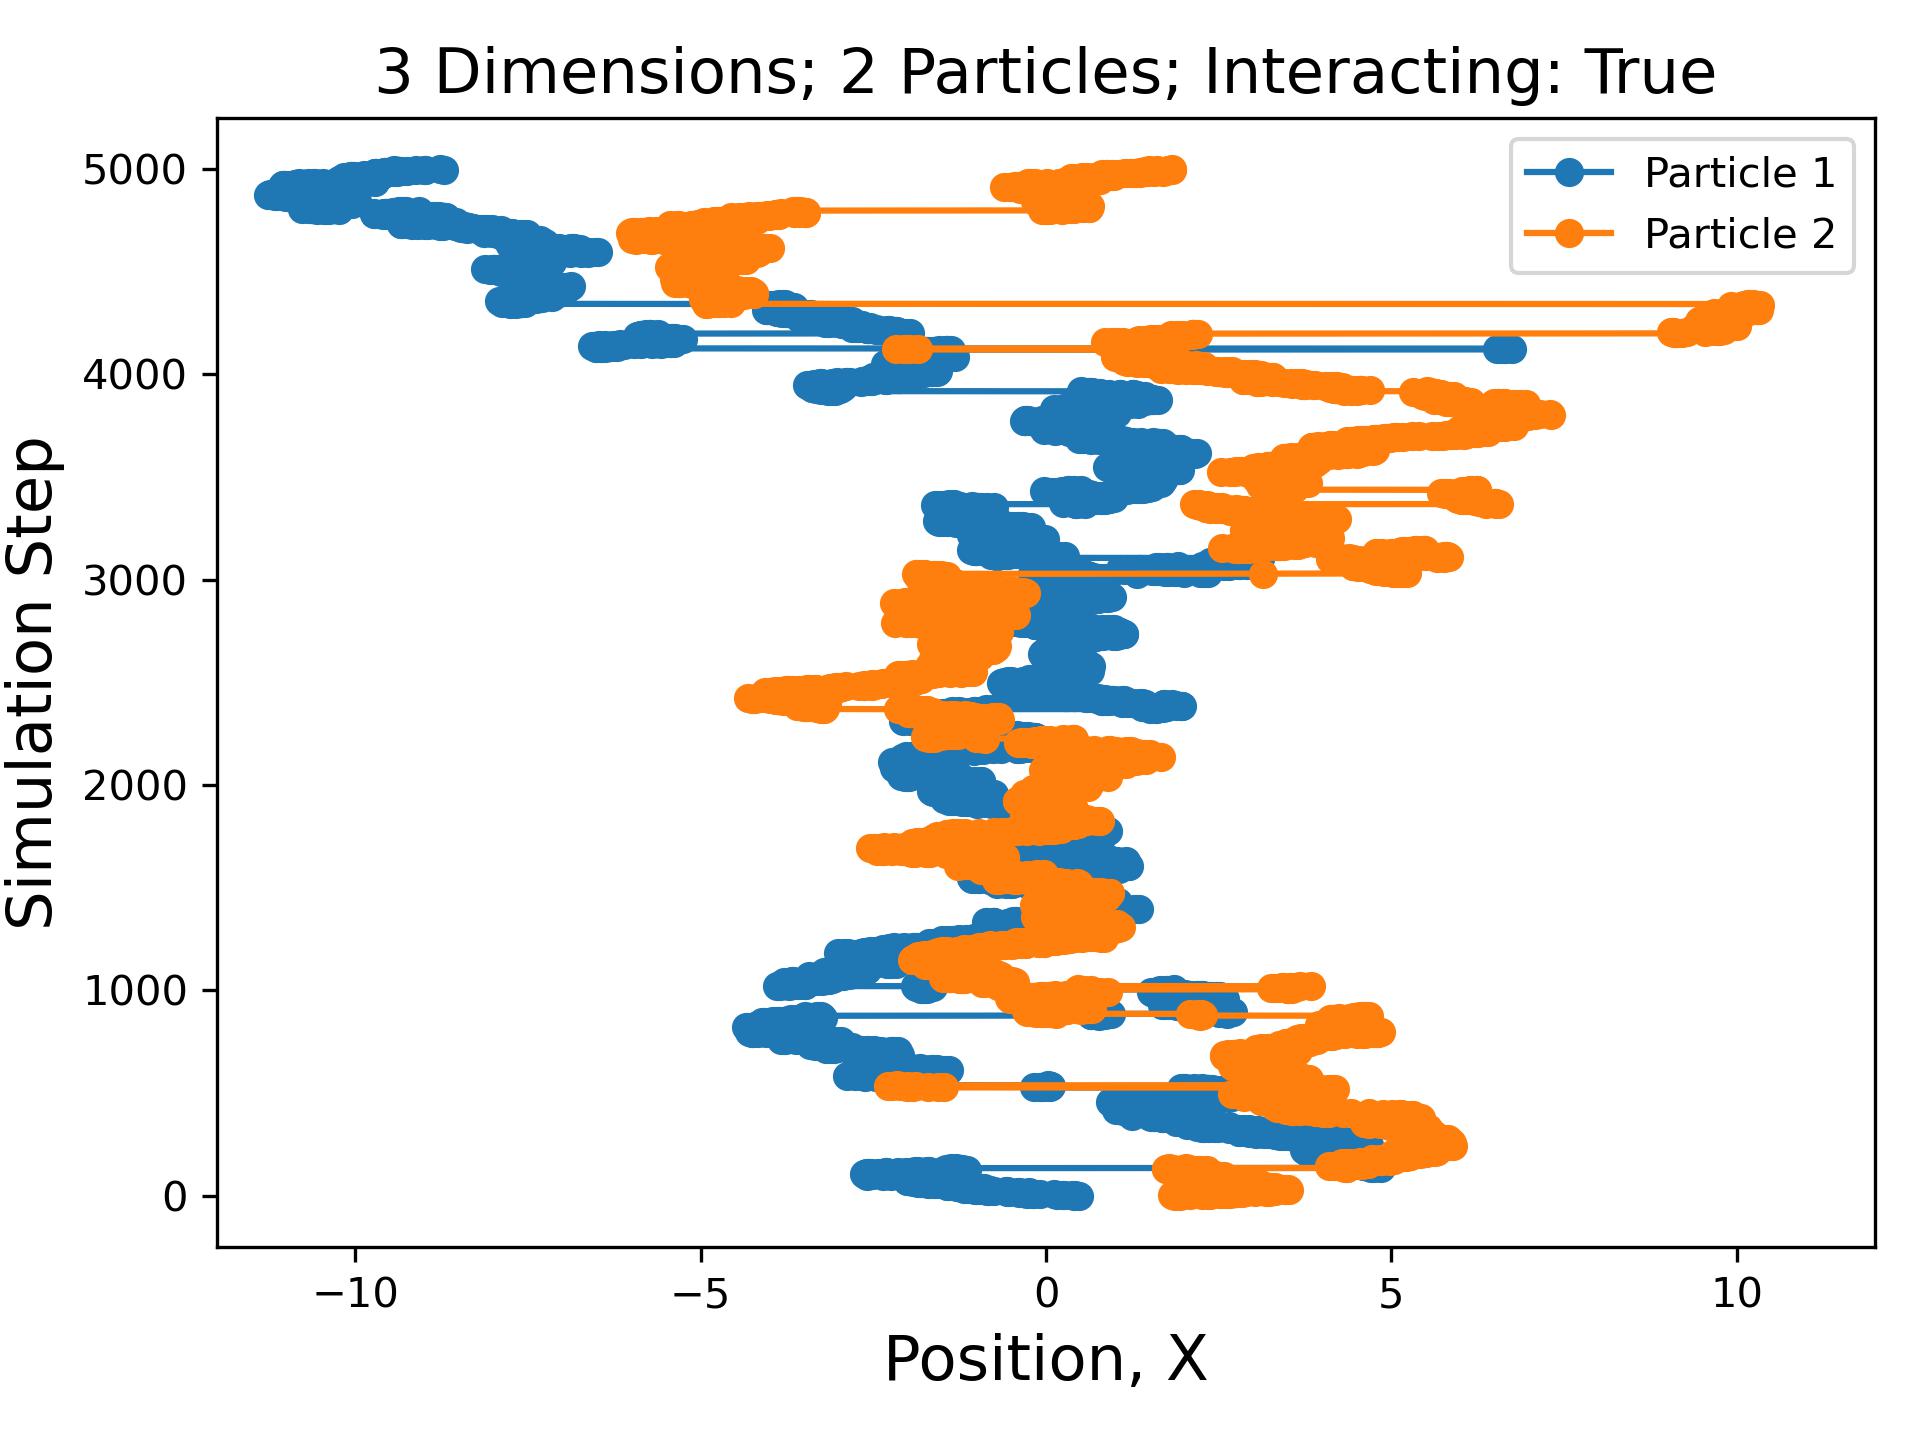 3 Dimensions; 2 Particles; Interacting: True
Particle 1
Particle 2
5000
4000
3000
2000
1000
0
Simulation Step
−10
−5
0
5
10
Position, X